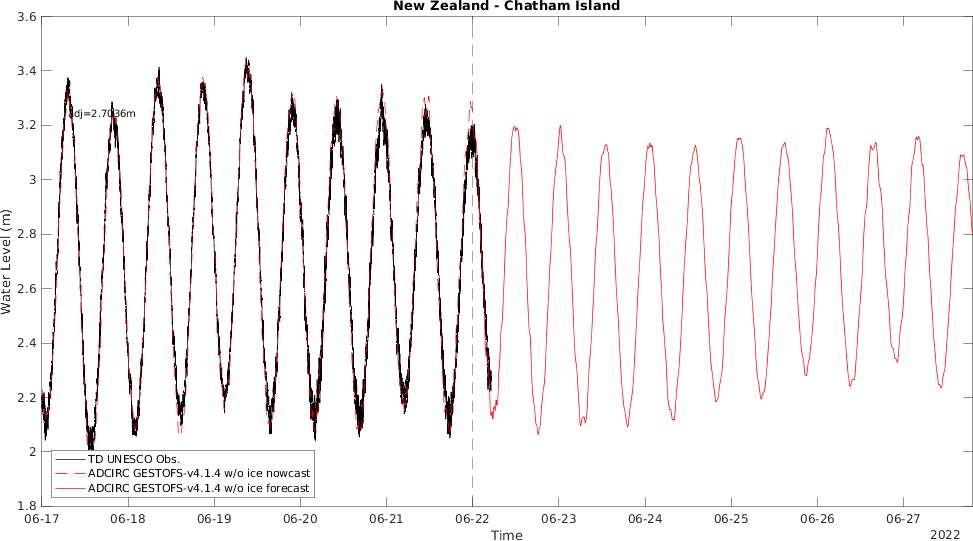 New Zealand - Chatham Island
3.6
3.4
3.2
3
2.8
2.6
2.4
2.2
2
1.8
Water Level (m)
adj=2.7036m
TD UNESCO Obs.
ADCIRC GESTOFS-v4.1.4 w/o ice nowcast
ADCIRC GESTOFS-v4.1.4 w/o ice forecast
06-17 06-18 06-19 06-20 06-21 06-22 06-23 06-24 06-25 06-26 06-27
Time
2022